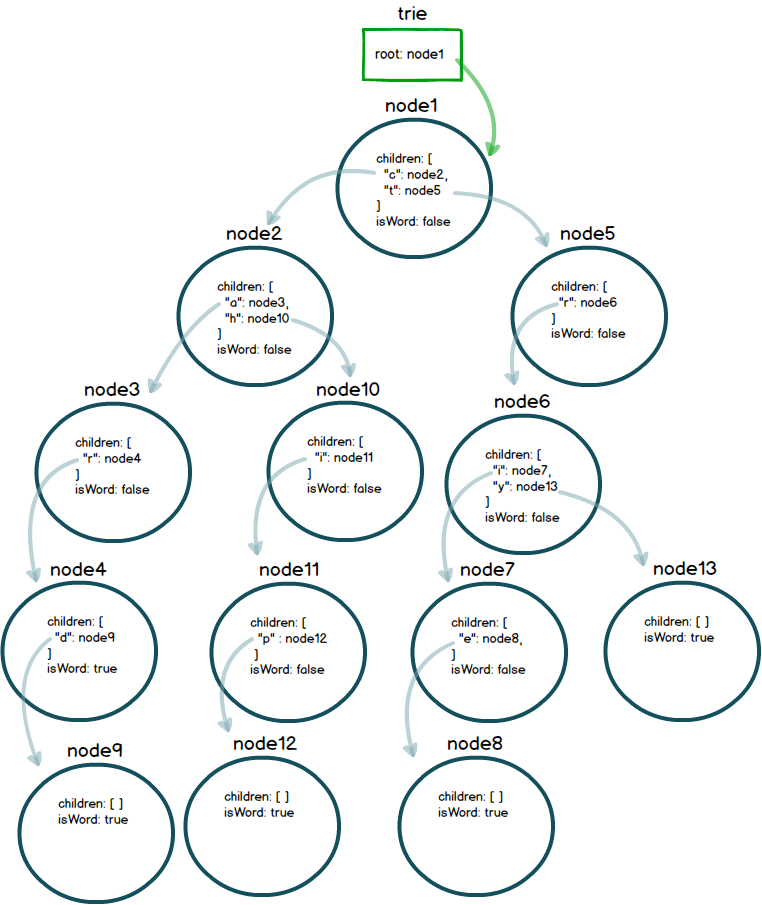 trie
root: node1
node1
children: [
"c": node2,
"t": node5
]
isWord: false
node2
children: [
"a": node3,
"h": node10
]
isWord: false
node5
children: [
"r": node6
]
isWord: false
node3
children: [
"r": node4
]
isWord: false
node10
children: [
"i": node11
]
isWord: false
node6
children: [
"i": node7,
"y": node13
]
isWord: false
node4
children: [
"d": node9
]
isWord: true
node11
children: [
"p" : node12
]
isWord: false
node7
children: [
"e": node8,
]
isWord: false
node13
children: [ ]
isWord: true
node9
children: [ ]
isWord: true
node12
children: [ ]
isWord: true
node8
children: [ ]
isWord: true